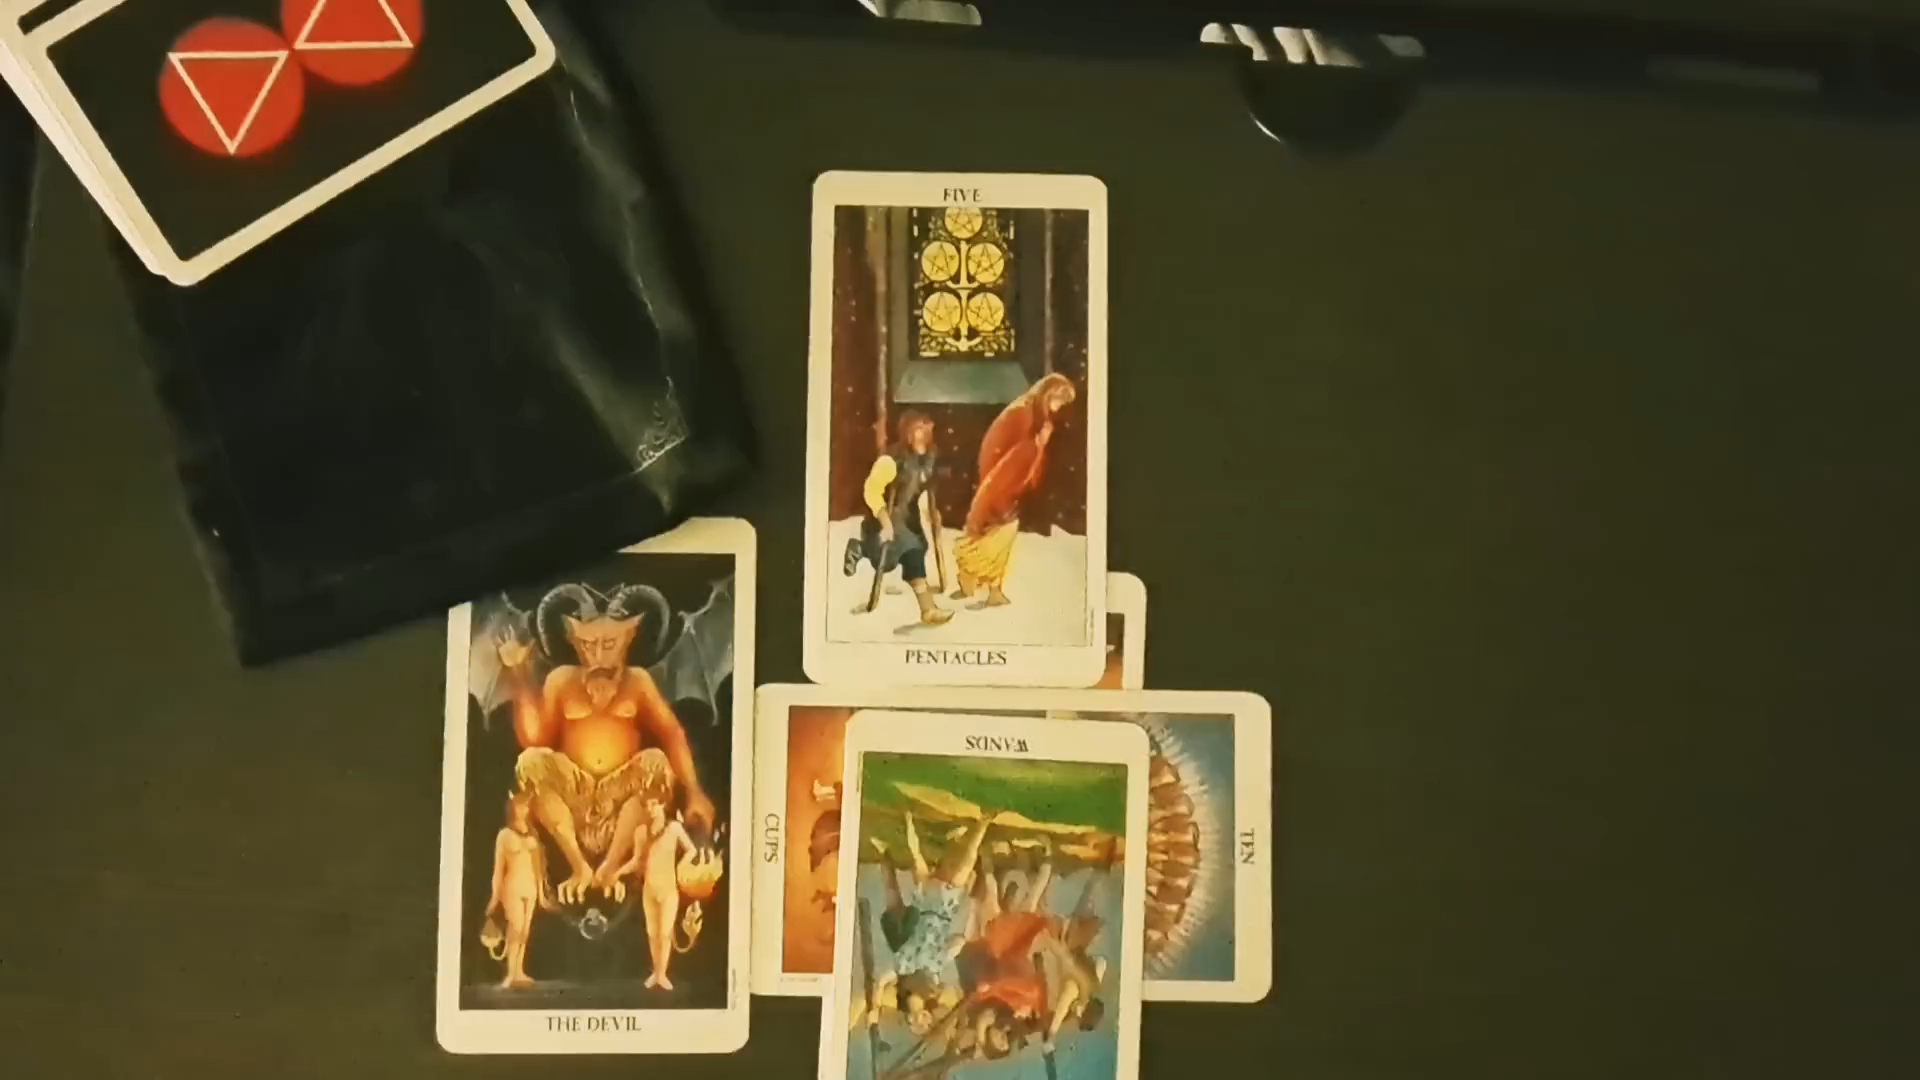 FIVE
PENTACLES
WANDS
CUPS
TEN
THE DEVIL